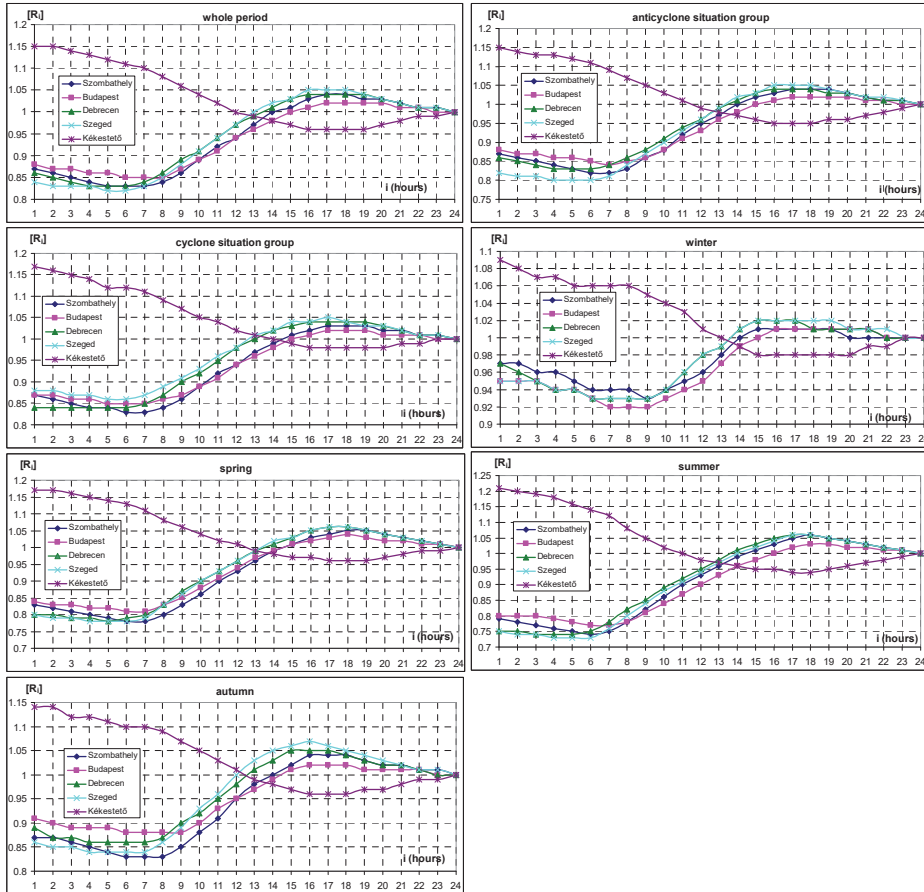 [Rᵢ] whole period
1.2
1.15
1.1
1.05
1
0.95
0.9
0.85
0.8
Szombathely
Budapest
Debrecen
Szeged
Kékestető
i (hours)
1 2 3 4 5 6 7 8 9 10 11 12 13 14 15 16 17 18 19 20 21 22 23 24
[Rᵢ] anticyclone situation group
1.2
1.15
1.1
1.05
1
0.95
0.9
0.85
0.8
0.75
Szombathely
Budapest
Debrecen
Szeged
Kékestető
i (hours)
1 2 3 4 5 6 7 8 9 10 11 12 13 14 15 16 17 18 19 20 21 22 23 24
[Rᵢ] cyclone situation group
1.2
1.1
1
0.9
0.8
Szombathely
Budapest
Debrecen
Szeged
Kékestető
i (hours)
1 2 3 4 5 6 7 8 9 10 11 12 13 14 15 16 17 18 19 20 21 22 23 24
[Rᵢ] winter
1.1
1.08
1.06
1.04
1.02
1
0.98
0.96
0.94
0.92
0.9
Szombathely
Budapest
Debrecen
Szeged
Kékestető
i (hours)
1 2 3 4 5 6 7 8 9 10 11 12 13 14 15 16 17 18 19 20 21 22 23 24
[Rᵢ] spring
1.2
1.1
1
0.9
0.8
0.7
Szombathely
Budapest
Debrecen
Szeged
Kékestető
i (hours)
1 2 3 4 5 6 7 8 9 10 11 12 13 14 15 16 17 18 19 20 21 22 23 24
[Rᵢ] summer
1.25
1.2
1.15
1.1
1.05
1
0.95
0.9
0.85
0.8
0.75
0.7
Szombathely
Budapest
Debrecen
Szeged
Kékestető
i (hours)
1 2 3 4 5 6 7 8 9 10 11 12 13 14 15 16 17 18 19 20 21 22 23 24
[Rᵢ] autumn
1.15
1.1
1.05
1
0.95
0.9
0.85
0.8
Szombathely
Budapest
Debrecen
Szeged
Kékestető
i (hours)
1 2 3 4 5 6 7 8 9 10 11 12 13 14 15 16 17 18 19 20 21 22 23 24